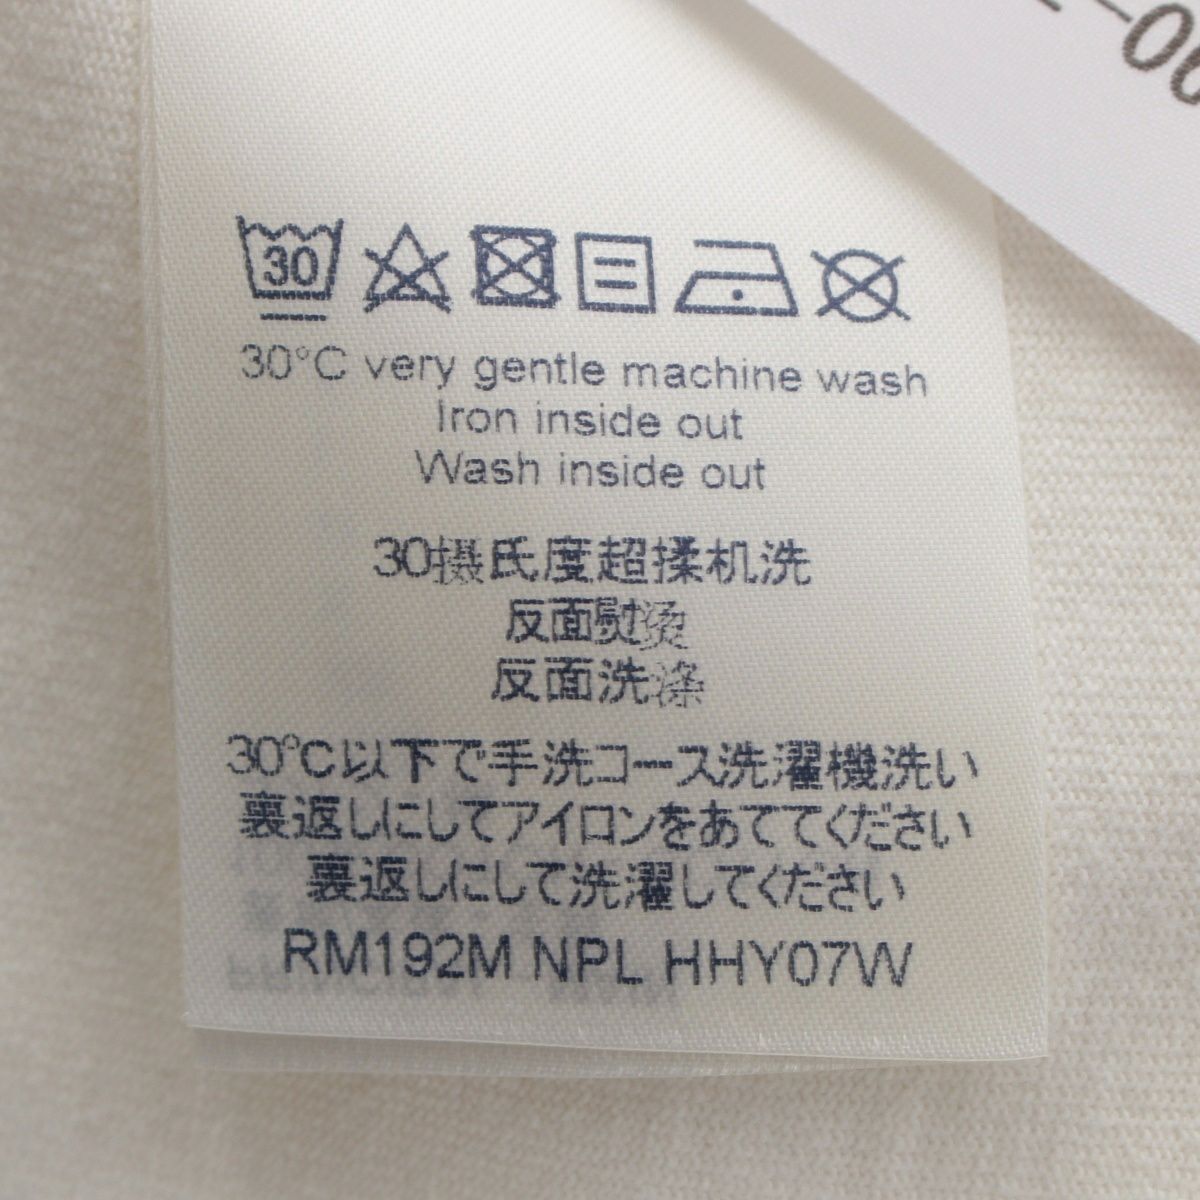 -06
30
30°C very gentle machine wash
Iron inside out
Wash inside out
30摄氏度超揉机洗
反面熨烫
反面洗涤
30℃以下で手洗コース洗濯機洗い
裏返しにしてアイロンをあててください
裏返しにして洗濯してください
RM192M NPL HHY07W